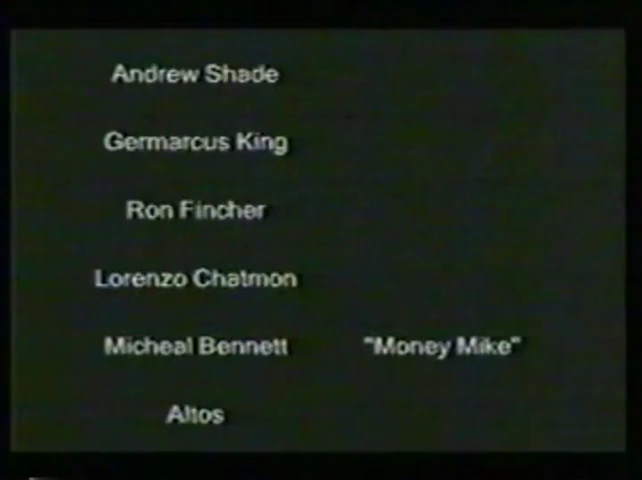 Andrew Shade
Germarcus King
Ron Fincher
Lorenzo Chatmon
Micheal Bennett "Money Mike"
Altos